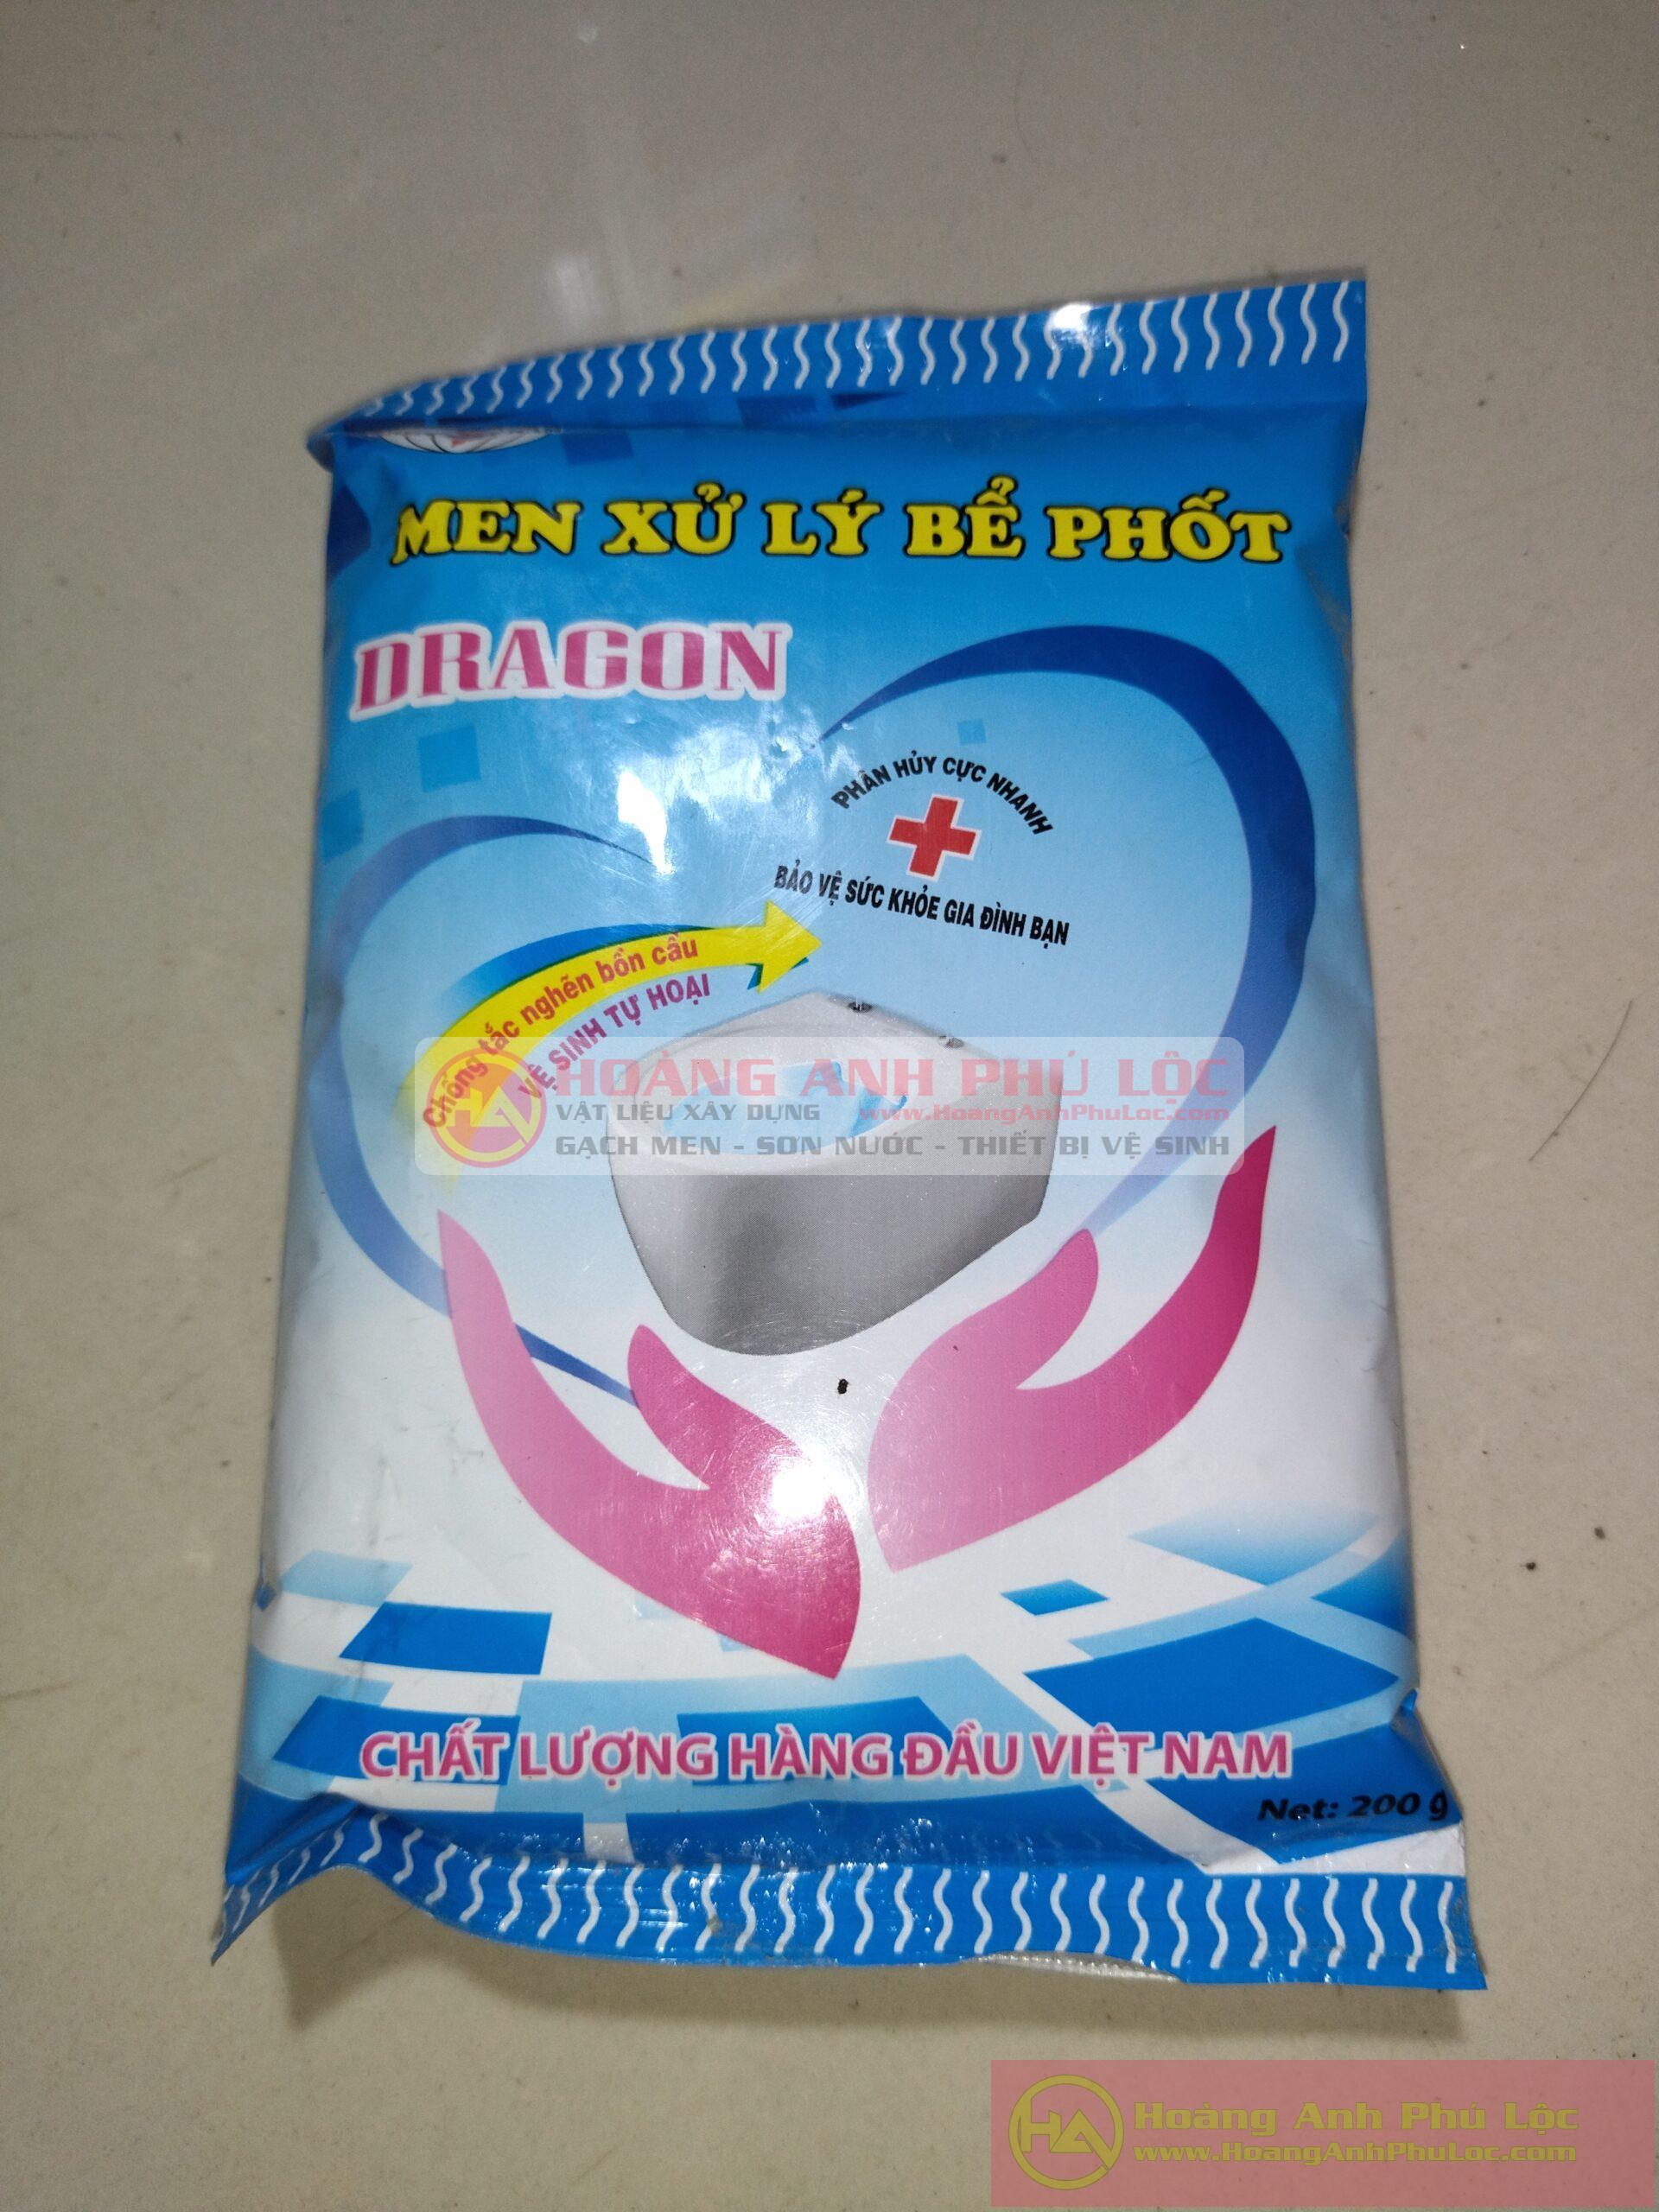 MEN XỬ LÝ BỂ PHỐT
DRAGON
PHÂN HỦY CỰC NHANH
BẢO VỆ SỨC KHỎE GIA ĐÌNH BẠN
Chống tắc nghẽn bồn cầu
VỆ SINH TỰ HOẠI
HA
HOÀNG ANH PHÚ LỘC
VẬT LIỆU XÂY DỰNG www.HoangAnhPhuLoc.com
GẠCH MEN - SƠN NƯỚC - THIẾT BỊ VỆ SINH
CHẤT LƯỢNG HÀNG ĐẦU VIỆT NAM
Net: 200 g
HA
Hoàng Anh Phú Lộc
www.HoangAnhPhuLoc.com